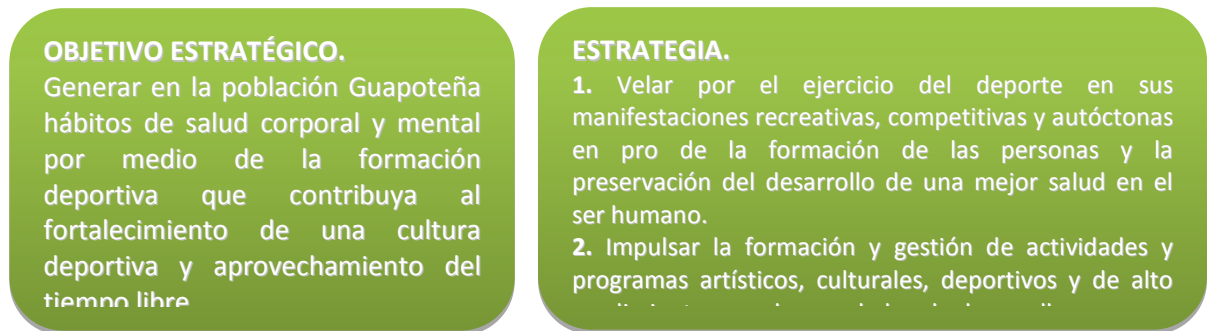 OBJETIVO ESTRATÉGICO.
Generar en la población Guapoteña
hábitos de salud corporal y mental
por medio de la formación
deportiva que contribuya al
fortalecimiento de una cultura
deportiva y aprovechamiento del
tiempo libre
ESTRATEGIA.
1. Velar por el ejercicio del deporte en sus
manifestaciones recreativas, competitivas y autóctonas
en pro de la formación de las personas y la
preservación del desarrollo de una mejor salud en el
ser humano.
2. Impulsar la formación y gestión de actividades y
programas artísticos, culturales, deportivos y de alto